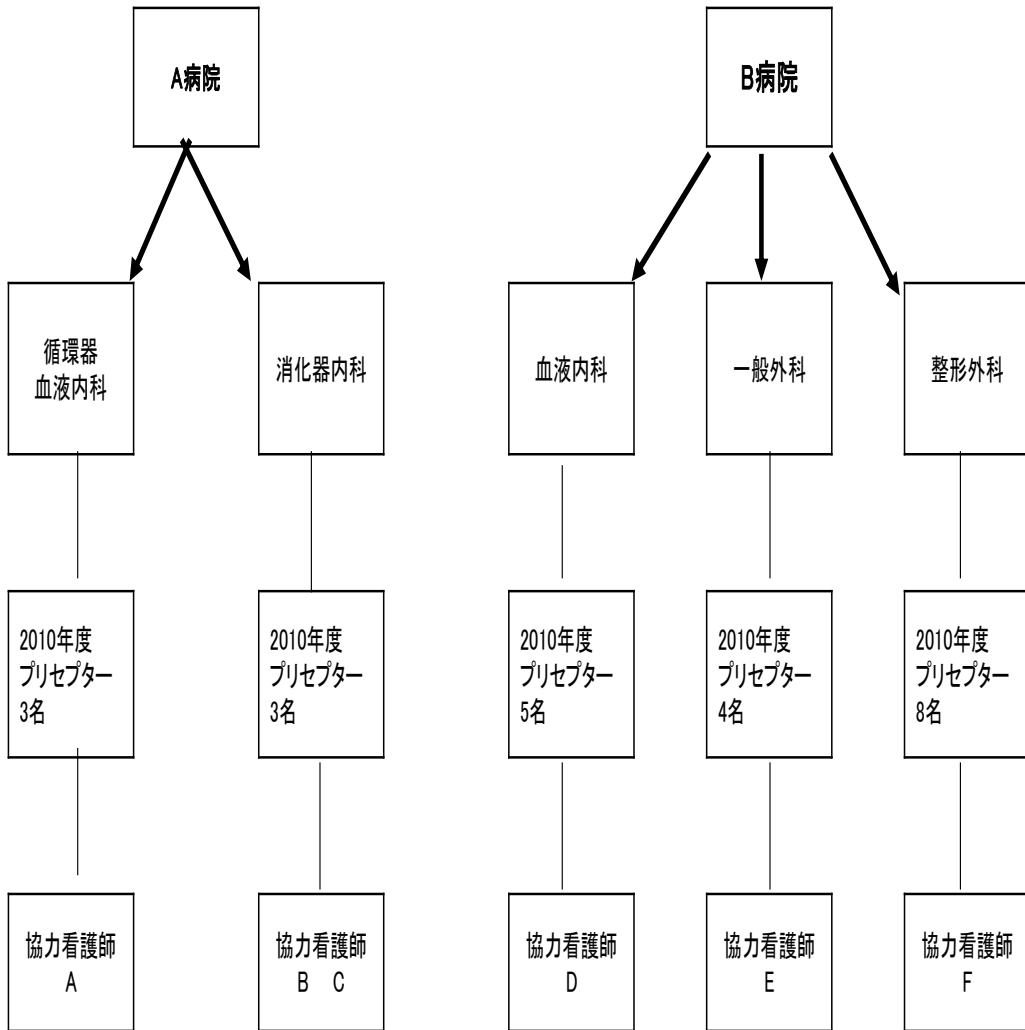 A病院
B病院
循環器
血液内科
消化器内科
血液内科
一般外科
整形外科
2010年度
プリセプター
3名
2010年度
プリセプター
3名
2010年度
プリセプター
5名
2010年度
プリセプター
4名
2010年度
プリセプター
8名
協力看護師
A
協力看護師
B　C
協力看護師
D
協力看護師
E
協力看護師
F